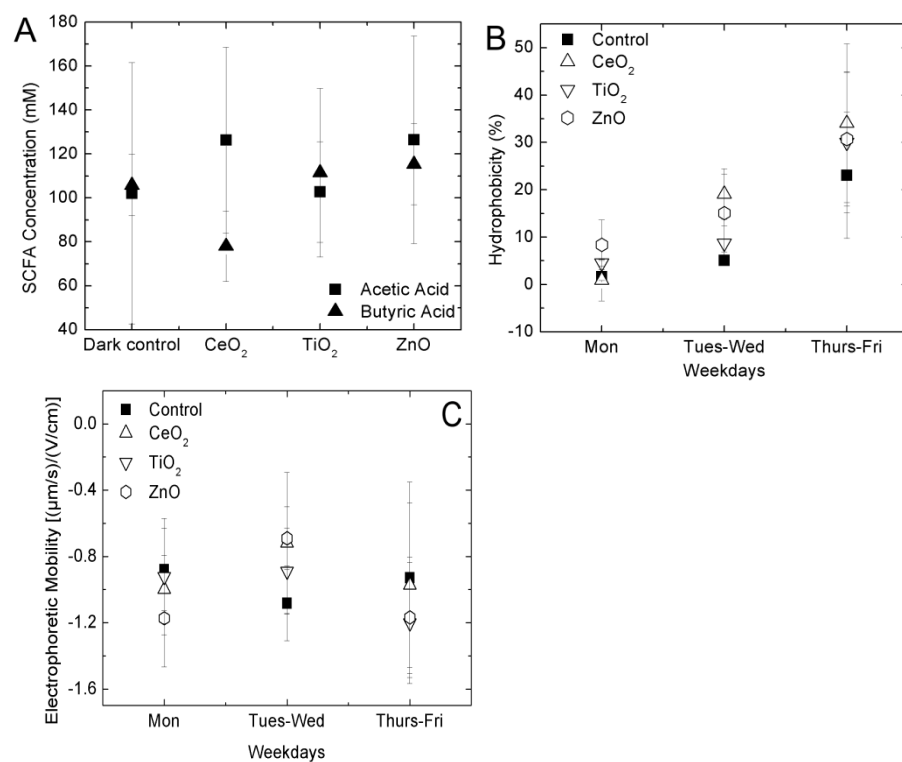 A
SCFA Concentration (mM)
180
160
140
120
100
80
60
40
Acetic Acid
Butyric Acid
Dark control CeO₂ TiO₂ ZnO
B
Hydrophobicity (%)
50
40
30
20
10
0
-10
Control
CeO₂
TiO₂
ZnO
Mon Tues-Wed Thurs-Fri
Weekdays
C
Electrophoretic Mobility [(μm/s)/(V/cm)]
0.0
-0.4
-0.8
-1.2
-1.6
Control
CeO₂
TiO₂
ZnO
Mon Tues-Wed Thurs-Fri
Weekdays